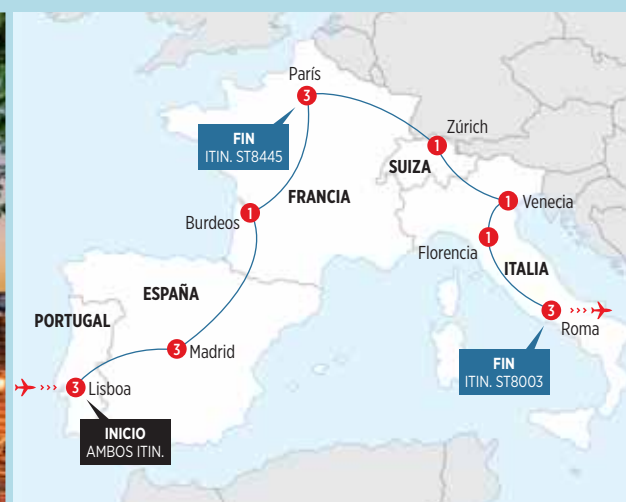 París
3
FIN
ITIN. ST8445
Zúrich
1
SUIZA
FRANCIA
1
Venecia
Burdeos
1
1
Florencia
ITALIA
ESPAÑA
PORTUGAL
3
Roma
3
Madrid
FIN
ITIN. ST8003
3
Lisboa
INICIO
AMBOS ITIN.